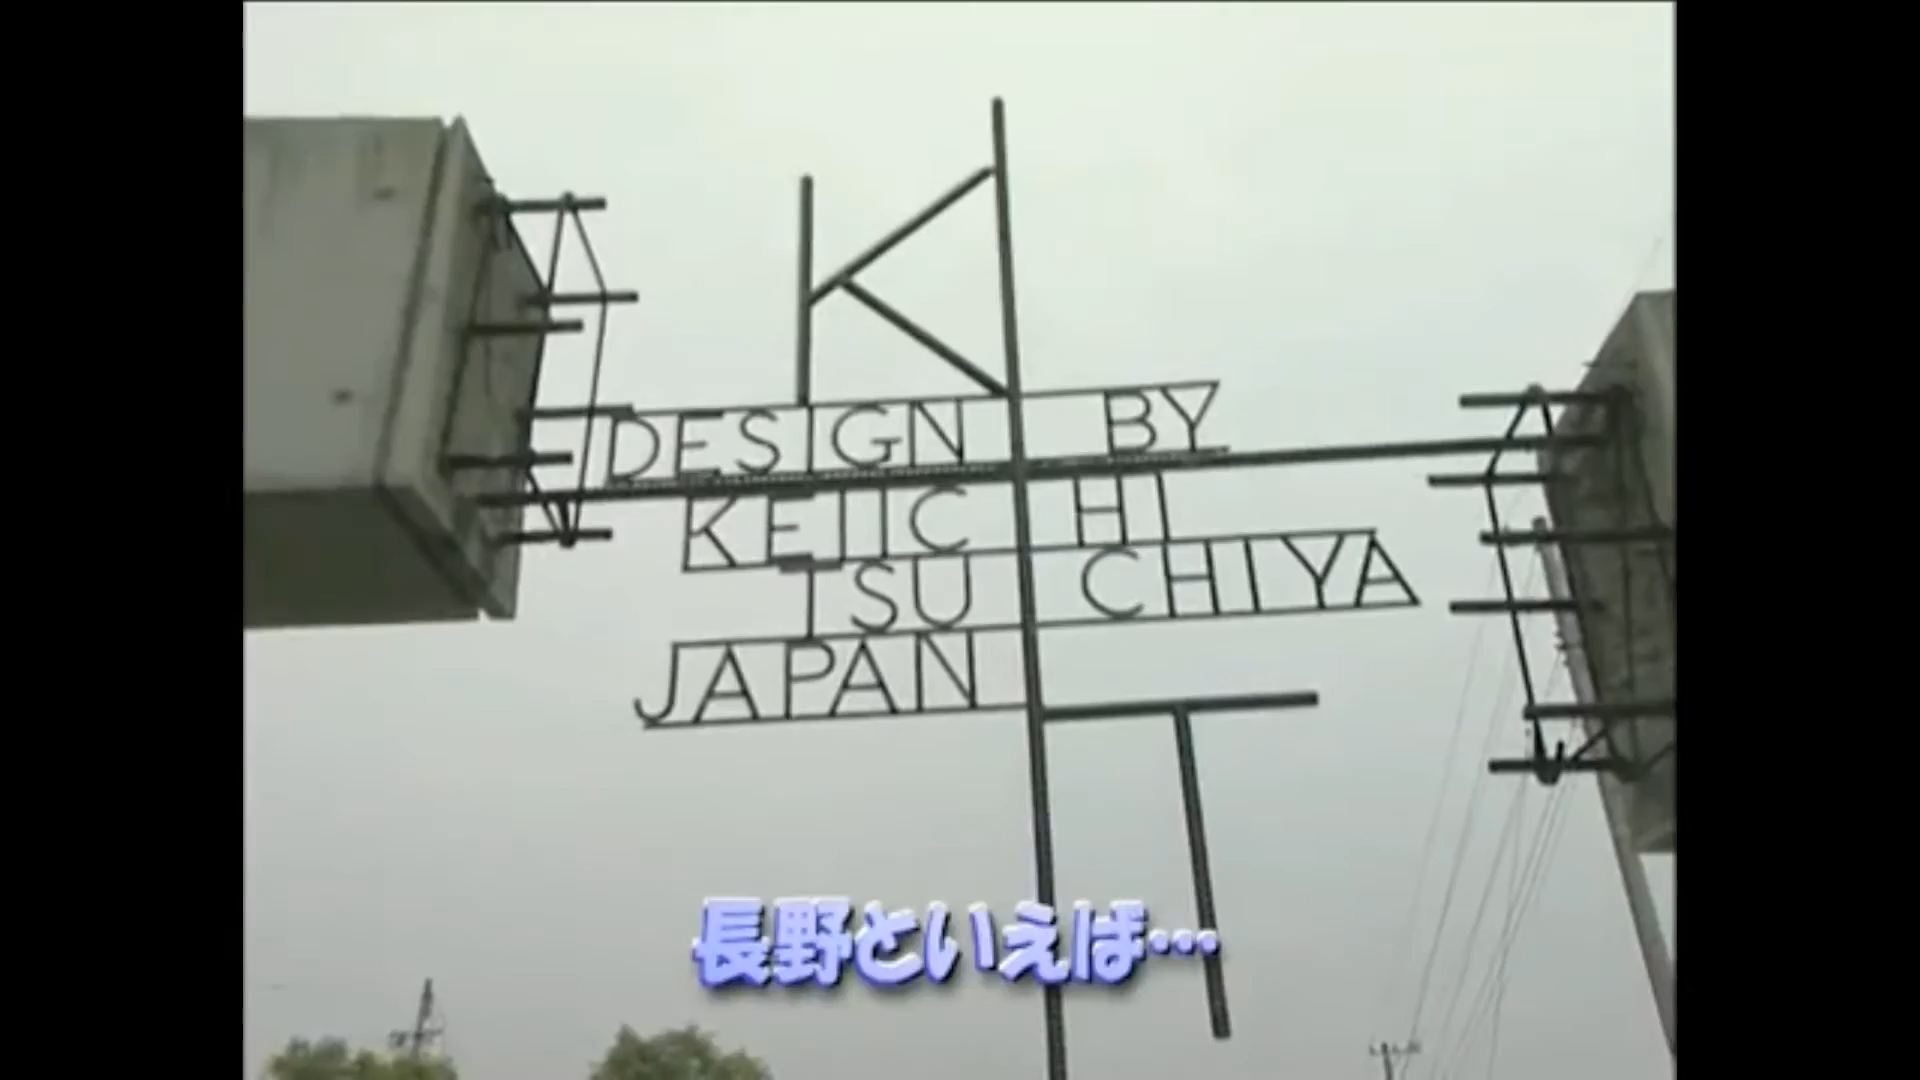 K
DESIGN BY
KEIICHI
TSUCHIYA
JAPAN
T
長野といえば…